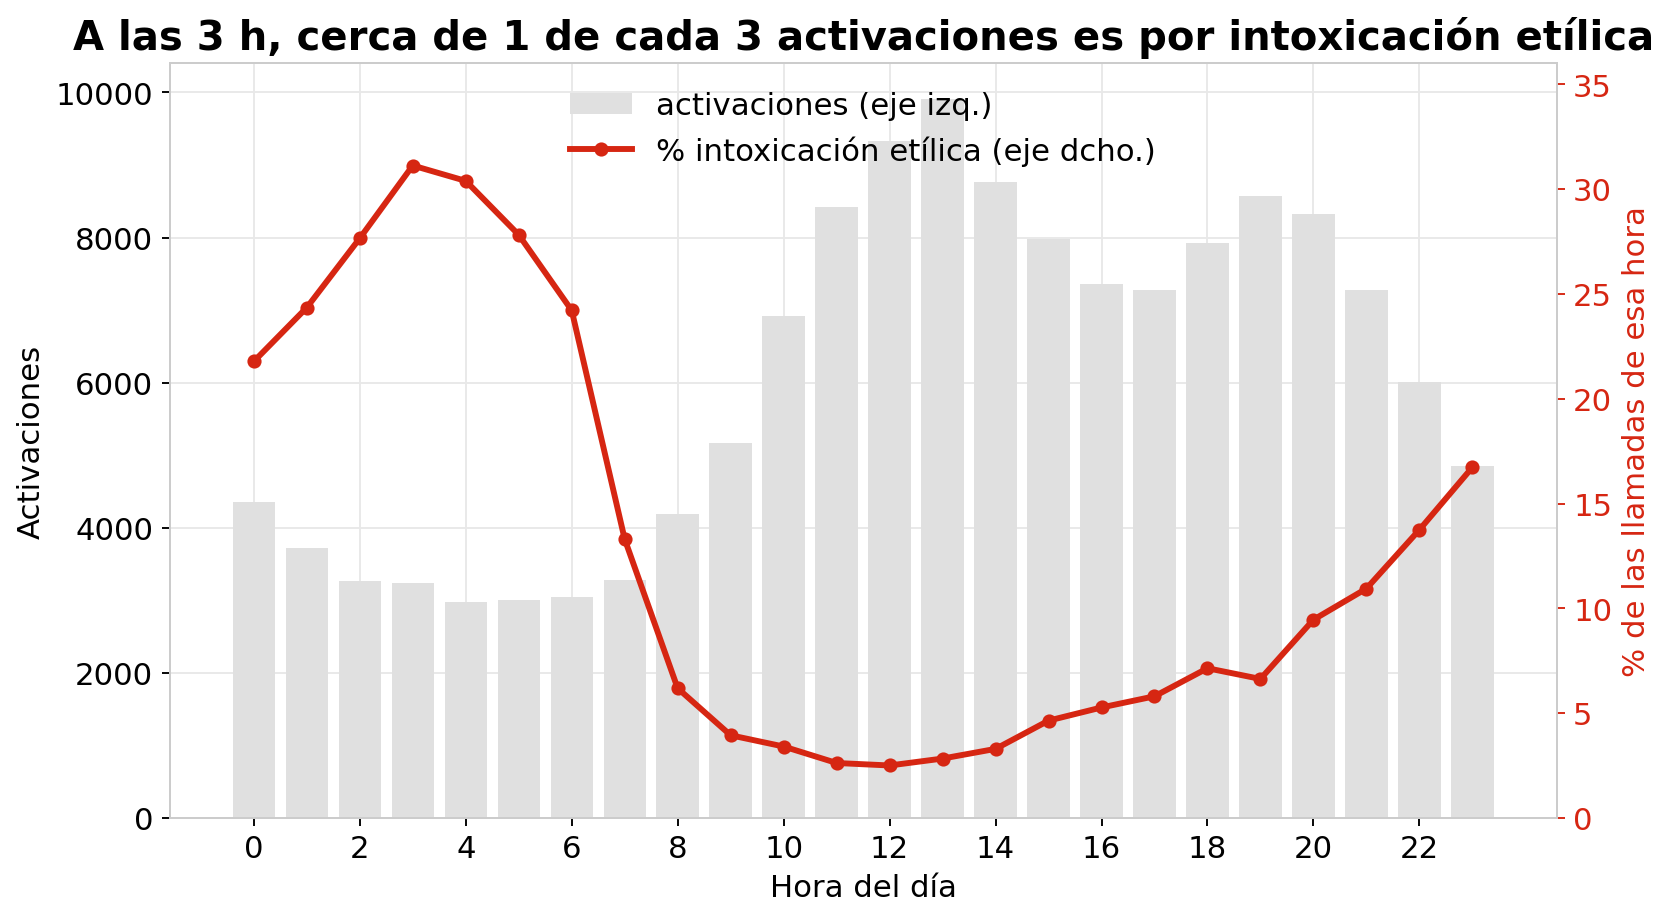 A las 3 h, cerca de 1 de cada 3 activaciones es por intoxicación etílica
activaciones (eje izq.)
% intoxicación etílica (eje dcho.)
Activaciones
10000
8000
6000
4000
2000
0
35
30
25
20
15
10
5
0
% de las llamadas de esa hora
0 2 4 6 8 10 12 14 16 18 20 22
Hora del día